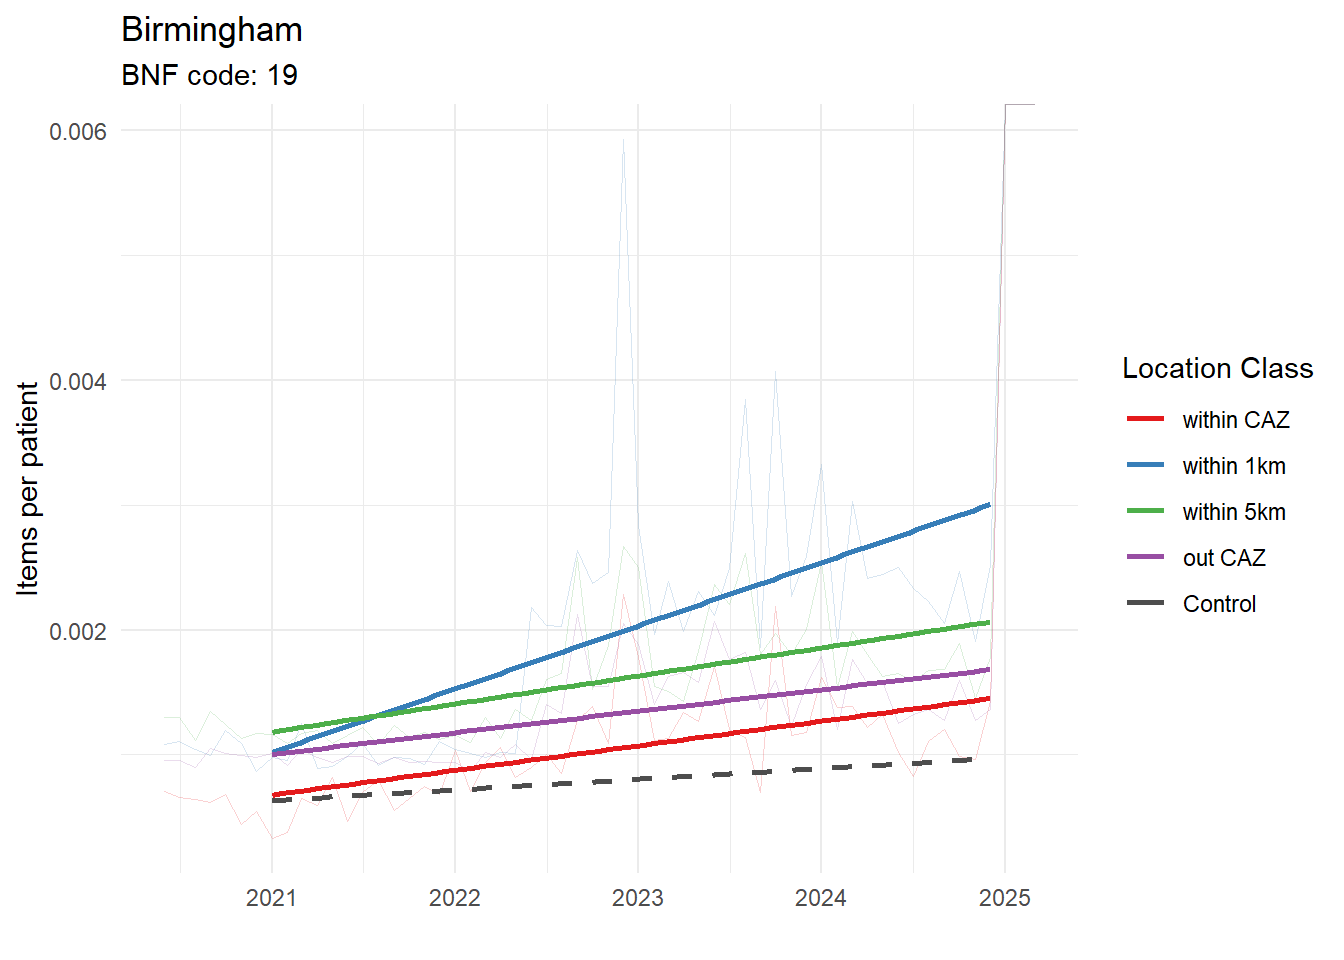 Birmingham
BNF code: 19
Items per patient
0.006
0.004
0.002
2021 2022 2023 2024 2025
Location Class
within CAZ
within 1km
within 5km
out CAZ
Control